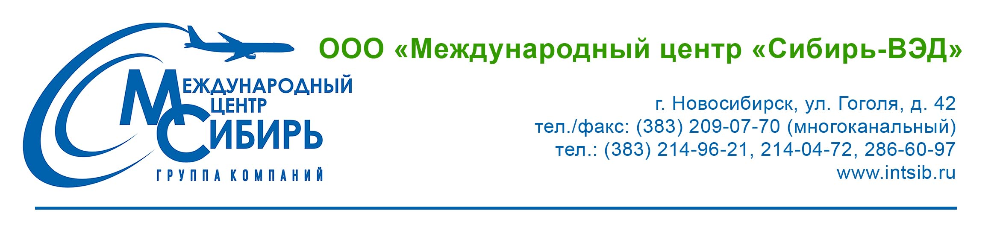 МЕЖДУНАРОДНЫЙ
ЦЕНТР
СИБИРЬ
ГРУППА КОМПАНИЙ
ООО «Международный центр «Сибирь-ВЭД»
г. Новосибирск, ул. Гоголя, д. 42
тел./факс: (383) 209-07-70 (многоканальный)
тел.: (383) 214-96-21, 214-04-72, 286-60-97
www.intsib.ru